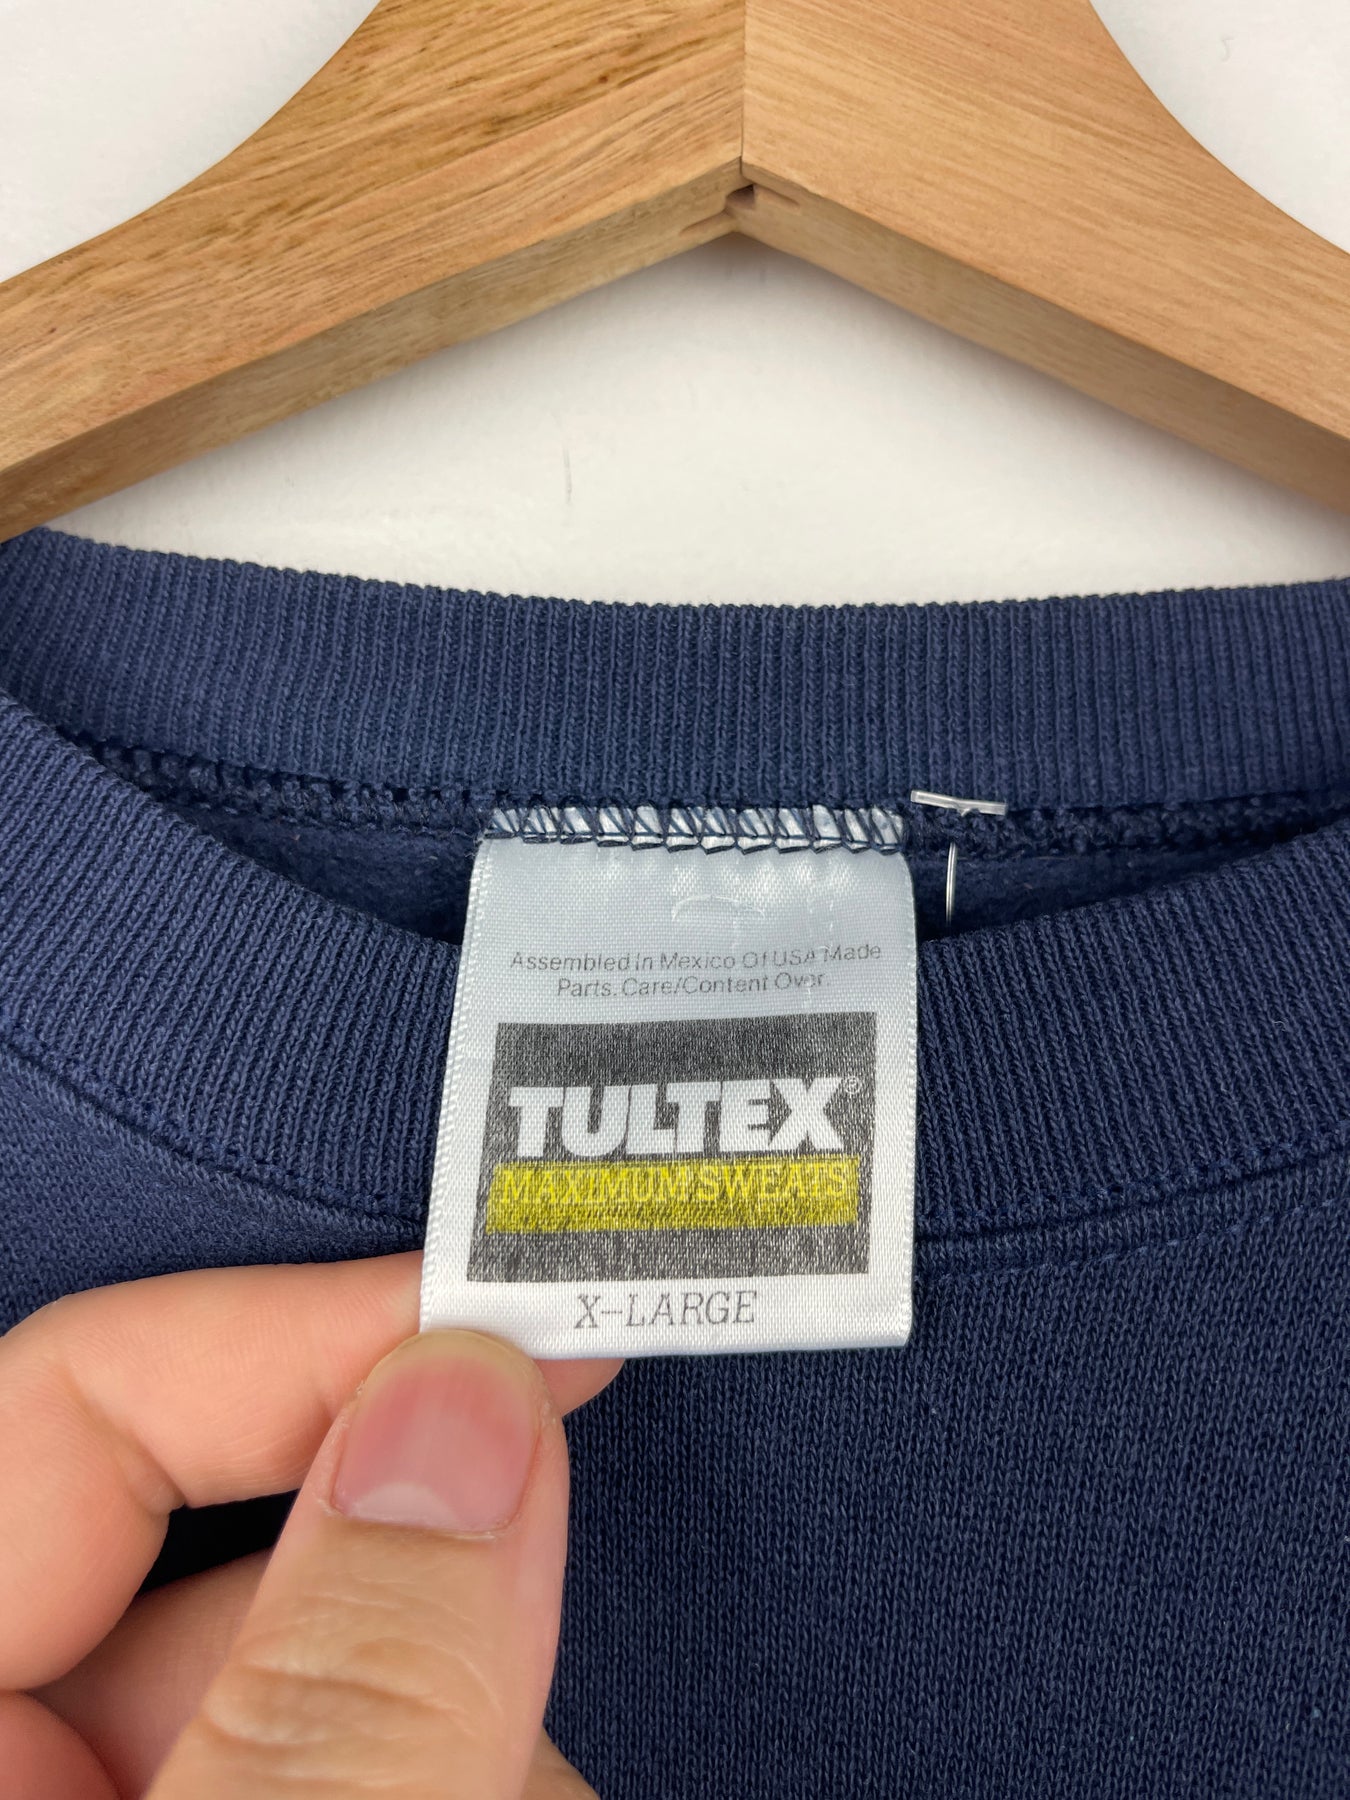 Assembled In Mexico Of USA Made
Parts. Care/Content Over.
TULTEX®
MAXIMUM SWEATS
X-LARGE